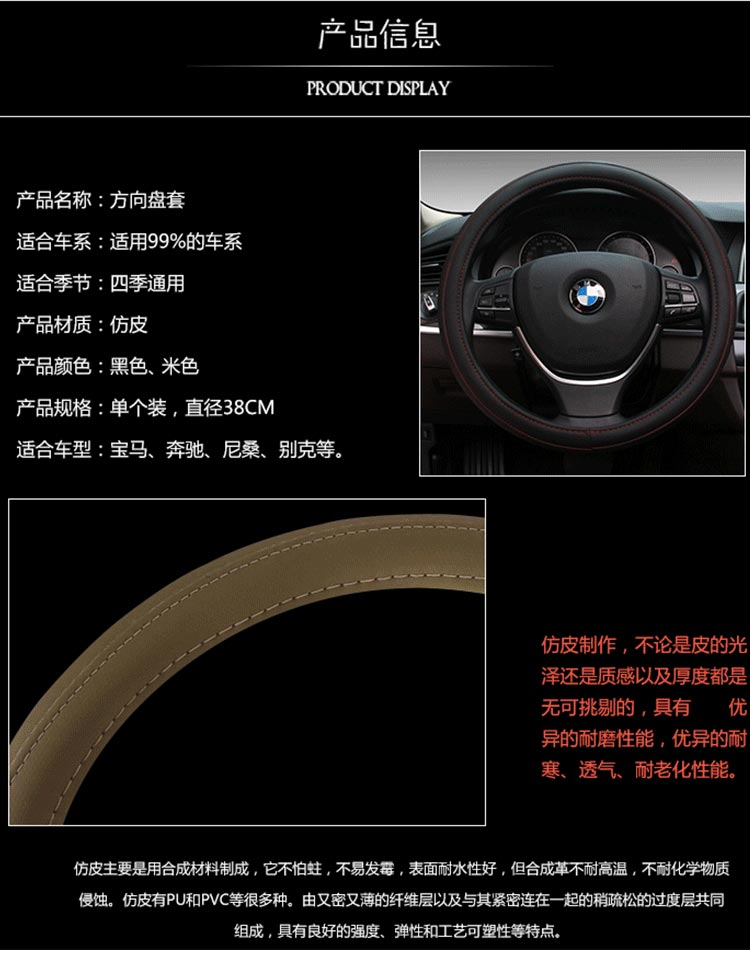 产品信息
PRODUCT DISPLAY
产品名称：方向盘套
适合车系：适用99%的车系
适合季节：四季通用
产品材质：仿皮
产品颜色：黑色、米色
产品规格：单个装，直径38CM
适合车型：宝马、奔驰、尼桑、别克等。
仿皮制作，不论是皮的光
泽还是质感以及厚度都是
无可挑剔的，具有 优
异的耐磨性能，优异的耐
寒、透气、耐老化性能。
仿皮主要是用合成材料制成，它不怕蛀，不易发霉，表面耐水性好，但合成革不耐高温，不耐化学物质
侵蚀。仿皮有PU和PVC等很多种。由又密又薄的纤维层以及与其紧密连在一起的稍疏松的过度层共同
组成，具有良好的强度、弹性和工艺可塑性等特点。